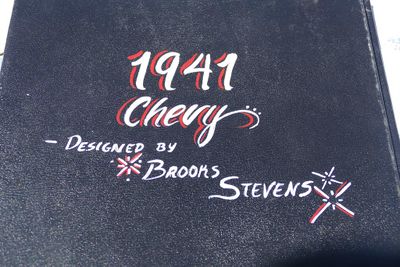 1941
Chevy
- DESIGNED BY
BROOKS
STEVENS